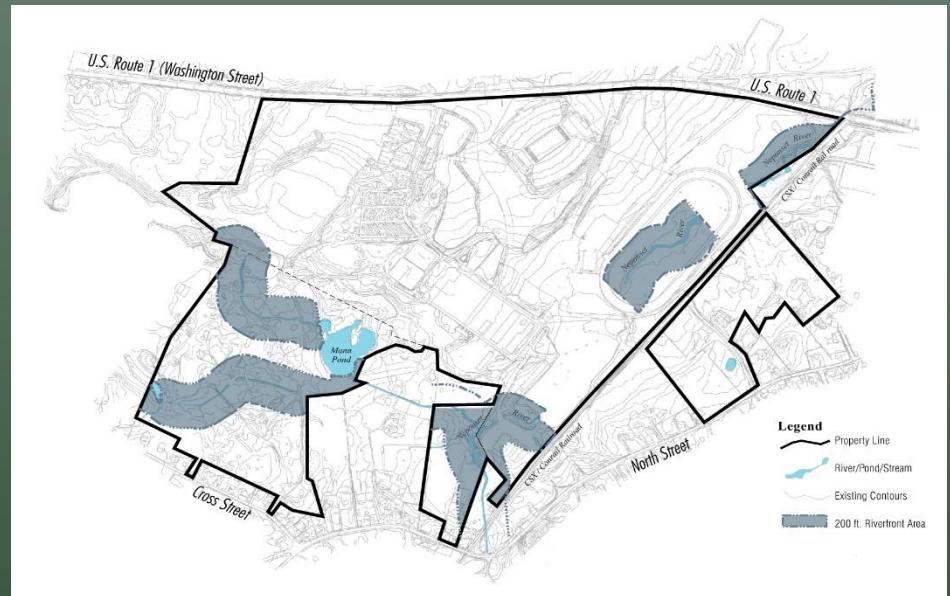 U.S. Route 1 (Washington Street)
U.S. Route 1
Neponset River
CSX / Conrail Railroad
Neponset
River
Mann
Pond
Neponset
River
CSX / Conrail Railroad
North Street
Cross Street
Legend
Property Line
River/Pond/Stream
Existing Contours
200 ft. Riverfront Area